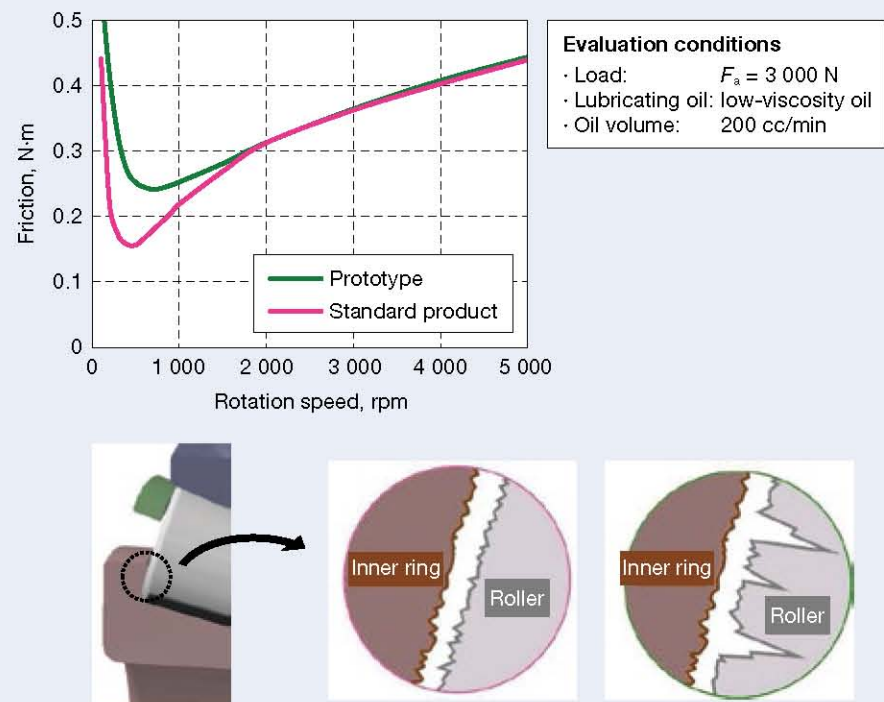 Friction, N·m
0.5
0.4
0.3
0.2
0.1
0
0
1 000
2 000
3 000
4 000
5 000
Rotation speed, rpm
Prototype
Standard product
Evaluation conditions
· Load: Fa = 3 000 N
· Lubricating oil: low-viscosity oil
· Oil volume: 200 cc/min
Inner ring
Roller
Inner ring
Roller